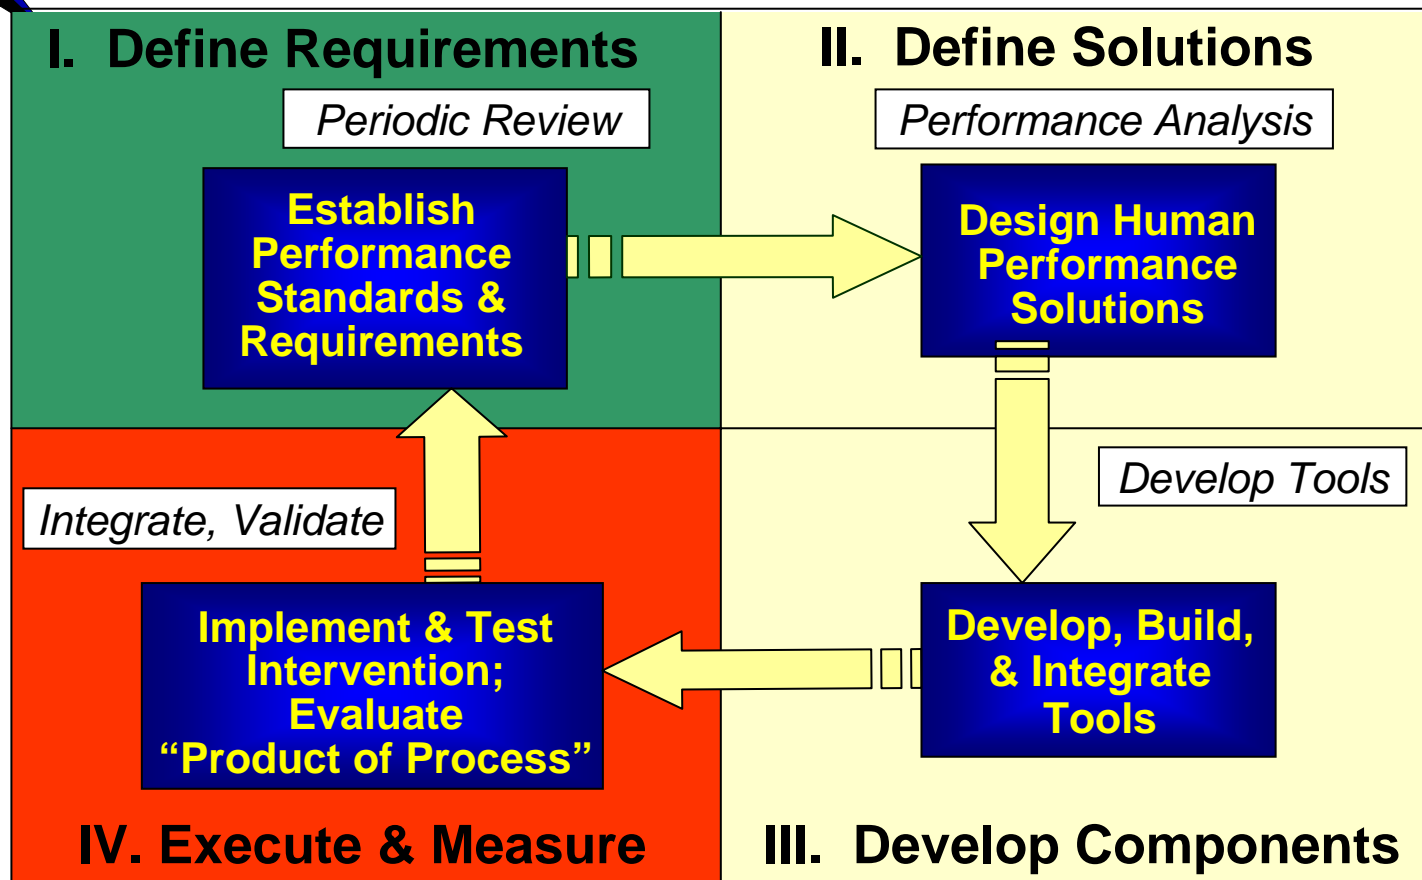 I. Define Requirements
Periodic Review
Establish
Performance
Standards &
Requirements
II. Define Solutions
Performance Analysis
Design Human
Performance
Solutions
Develop Tools
Develop, Build,
& Integrate
Tools
III. Develop Components
Integrate, Validate
Implement & Test
Intervention;
Evaluate
“Product of Process”
IV. Execute & Measure